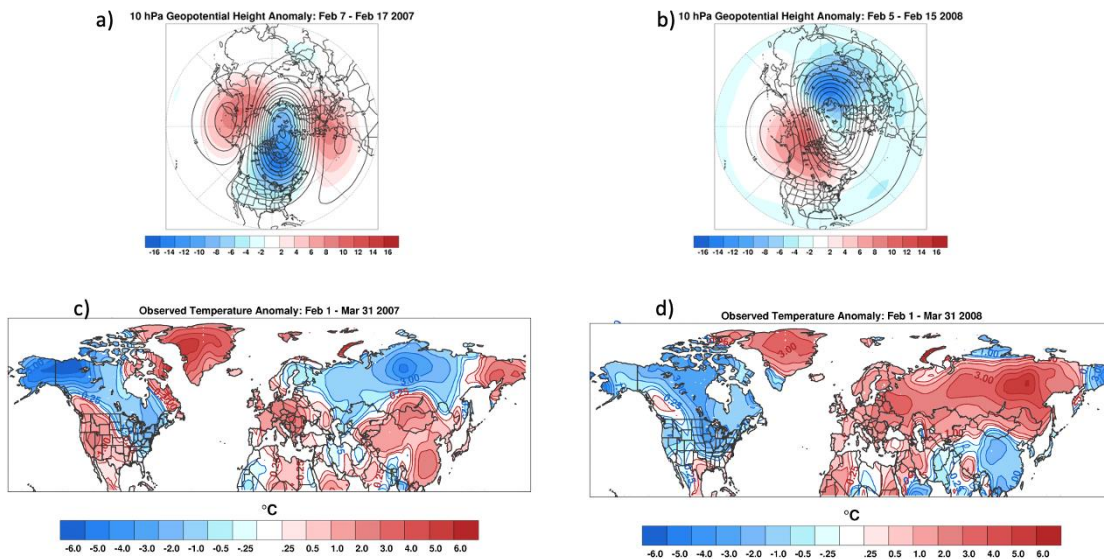 a)
10 hPa Geopotential Height Anomaly: Feb 7 - Feb 17 2007
-16 -14 -12 -10 -8 -6 -4 -2 2 4 6 8 10 12 14 16
b)
10 hPa Geopotential Height Anomaly: Feb 5 - Feb 15 2008
-16 -14 -12 -10 -8 -6 -4 -2 2 4 6 8 10 12 14 16
c)
Observed Temperature Anomaly: Feb 1 - Mar 31 2007
3.00
°C
-6.0 -5.0 -4.0 -3.0 -2.0 -1.0 -0.5 -.25 .25 0.5 1.0 2.0 3.0 4.0 5.0 6.0
d)
Observed Temperature Anomaly: Feb 1 - Mar 31 2008
3.00
3.00
°C
-6.0 -5.0 -4.0 -3.0 -2.0 -1.0 -0.5 -.25 .25 0.5 1.0 2.0 3.0 4.0 5.0 6.0